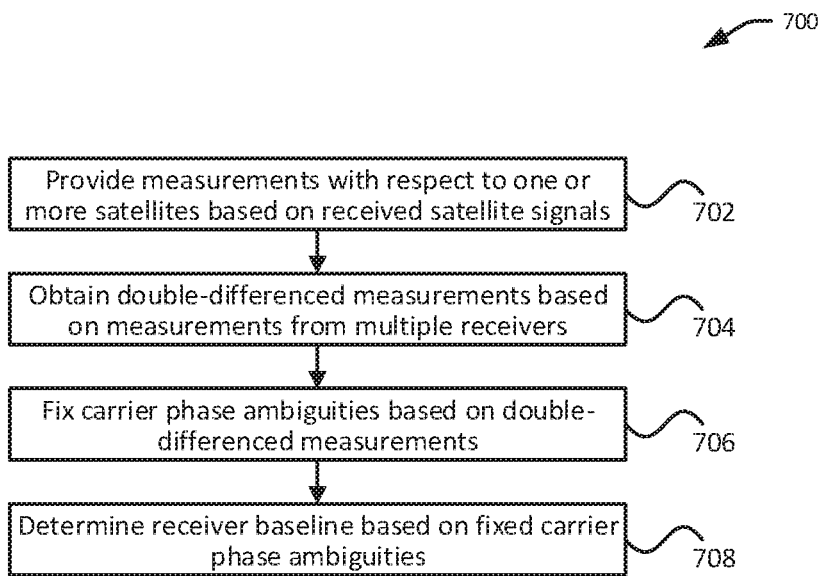 700
Provide measurements with respect to one or
more satellites based on received satellite signals
702
Obtain double-differenced measurements based
on measurements from multiple receivers
704
Fix carrier phase ambiguities based on double-
differenced measurements
706
Determine receiver baseline based on fixed carrier
phase ambiguities
708